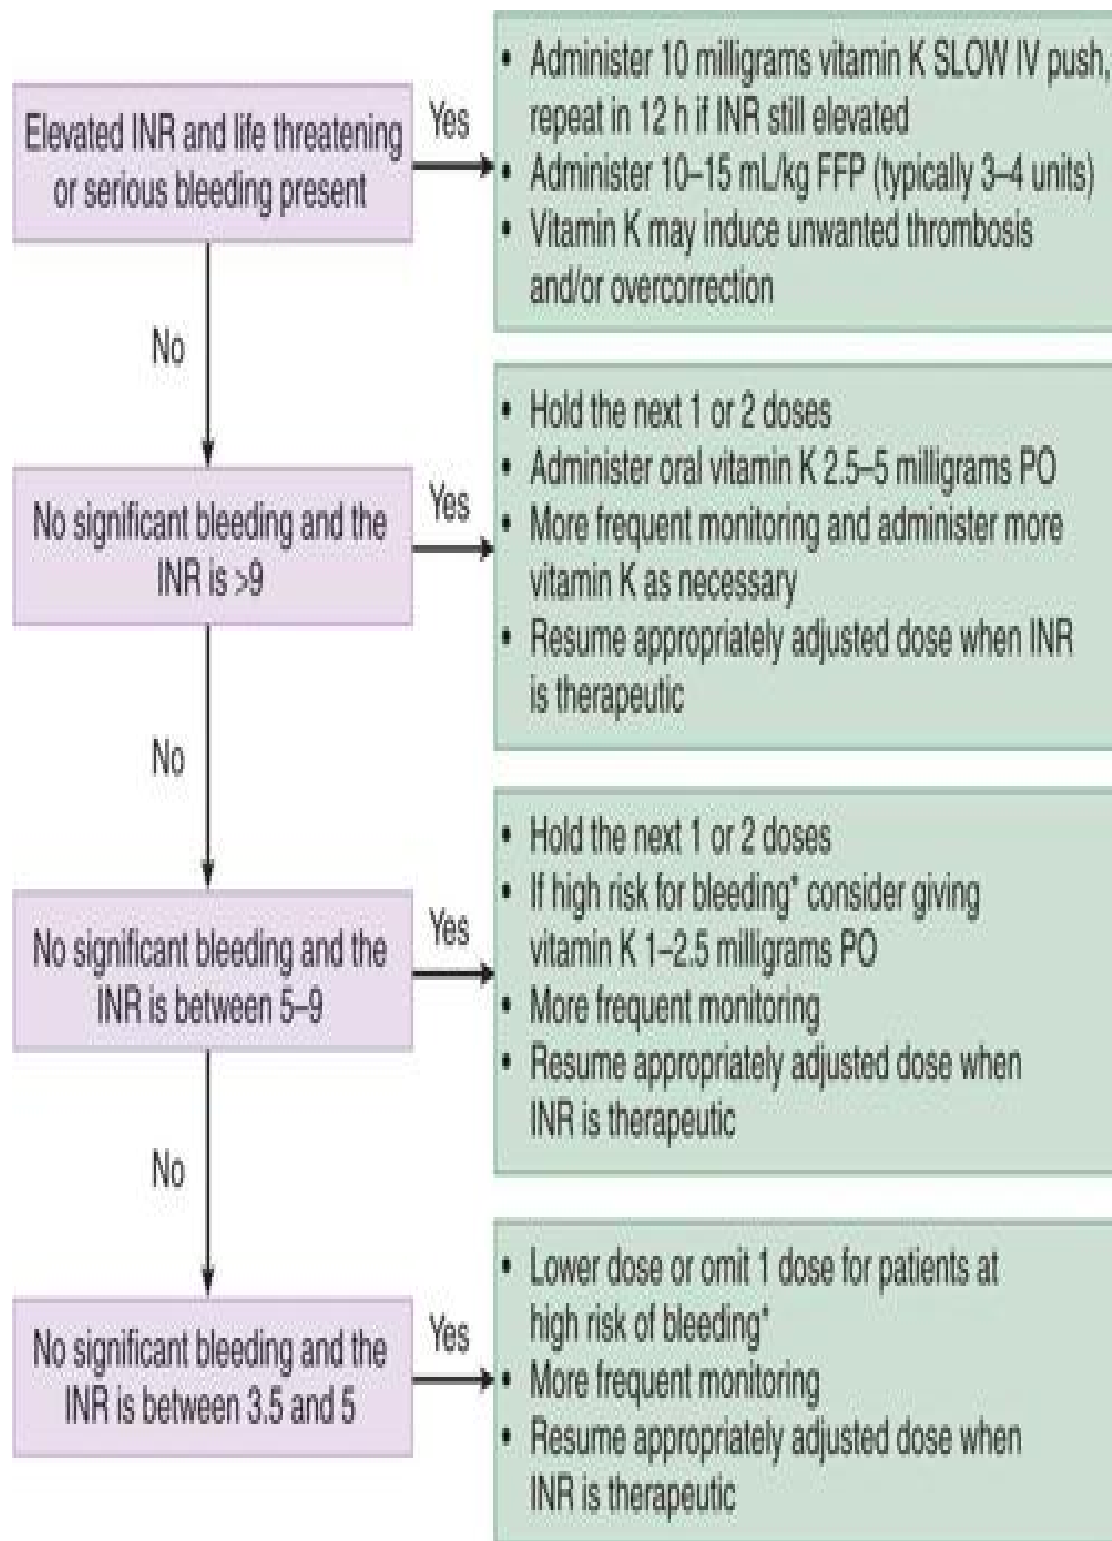 Elevated INR and life threatening
or serious bleeding present
Yes
• Administer 10 milligrams vitamin K SLOW IV push,
repeat in 12 h if INR still elevated
• Administer 10–15 mL/kg FFP (typically 3–4 units)
• Vitamin K may induce unwanted thrombosis
and/or overcorrection
No
No significant bleeding and the
INR is >9
Yes
• Hold the next 1 or 2 doses
• Administer oral vitamin K 2.5–5 milligrams PO
• More frequent monitoring and administer more
vitamin K as necessary
• Resume appropriately adjusted dose when INR
is therapeutic
No
No significant bleeding and the
INR is between 5–9
Yes
• Hold the next 1 or 2 doses
• If high risk for bleeding* consider giving
vitamin K 1–2.5 milligrams PO
• More frequent monitoring
• Resume appropriately adjusted dose when
INR is therapeutic
No
No significant bleeding and the
INR is between 3.5 and 5
Yes
• Lower dose or omit 1 dose for patients at
high risk of bleeding*
• More frequent monitoring
• Resume appropriately adjusted dose when
INR is therapeutic